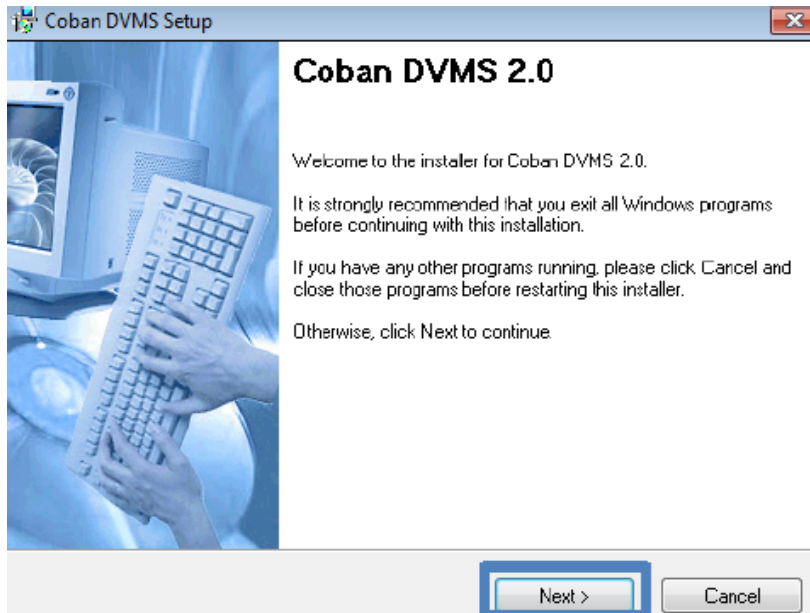 Coban DVMS Setup
Coban DVMS 2.0
Welcome to the installer for Coban DVMS 2.0.
It is strongly recommended that you exit all Windows programs
before continuing with this installation.
If you have any other programs running, please click Cancel and
close those programs before restarting this installer.
Otherwise, click Next to continue.
Next >
Cancel